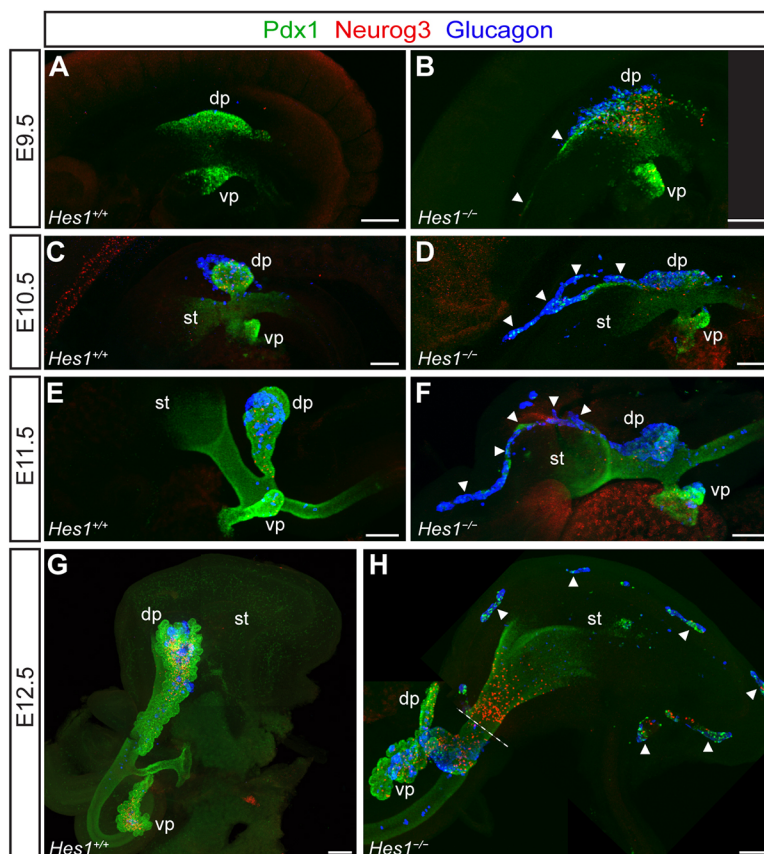 Pdx1 Neurog3 Glucagon
E9.5
A
dp
vp
Hes1+/+
B
dp
vp
Hes1−/−
E10.5
C
dp
st
vp
Hes1+/+
D
dp
st
vp
Hes1−/−
E11.5
E
st
dp
vp
Hes1+/+
F
dp
st
vp
Hes1−/−
E12.5
G
dp
st
vp
Hes1+/+
H
st
dp
vp
Hes1−/−